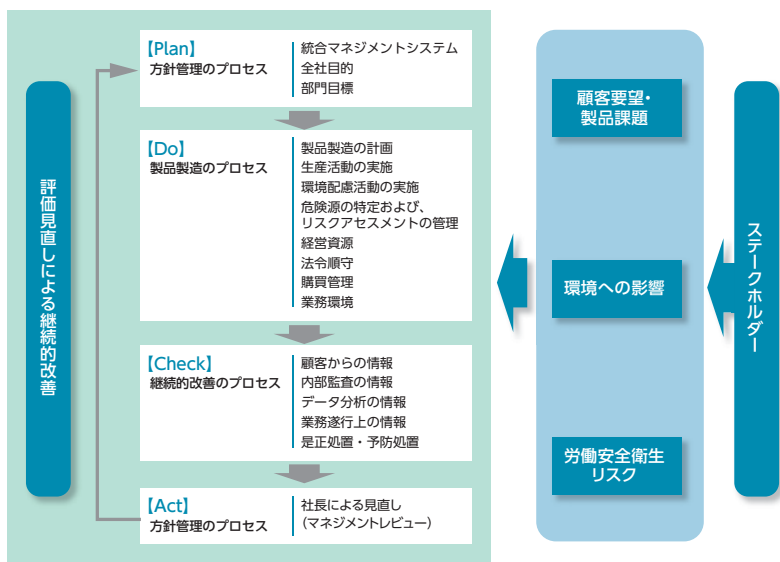 評価見直しによる継続的改善
【Plan】
方針管理のプロセス
統合マネジメントシステム
全社目的
部門目標
【Do】
製品製造のプロセス
製品製造の計画
生産活動の実施
環境配慮活動の実施
危険源の特定および、
リスクアセスメントの管理
経営資源
法令順守
購買管理
業務環境
【Check】
継続的改善のプロセス
顧客からの情報
内部監査の情報
データ分析の情報
業務遂行上の情報
是正処置・予防処置
【Act】
方針管理のプロセス
社長による見直し
（マネジメントレビュー）
顧客要望・
製品課題
環境への影響
労働安全衛生
リスク
ステークホルダー